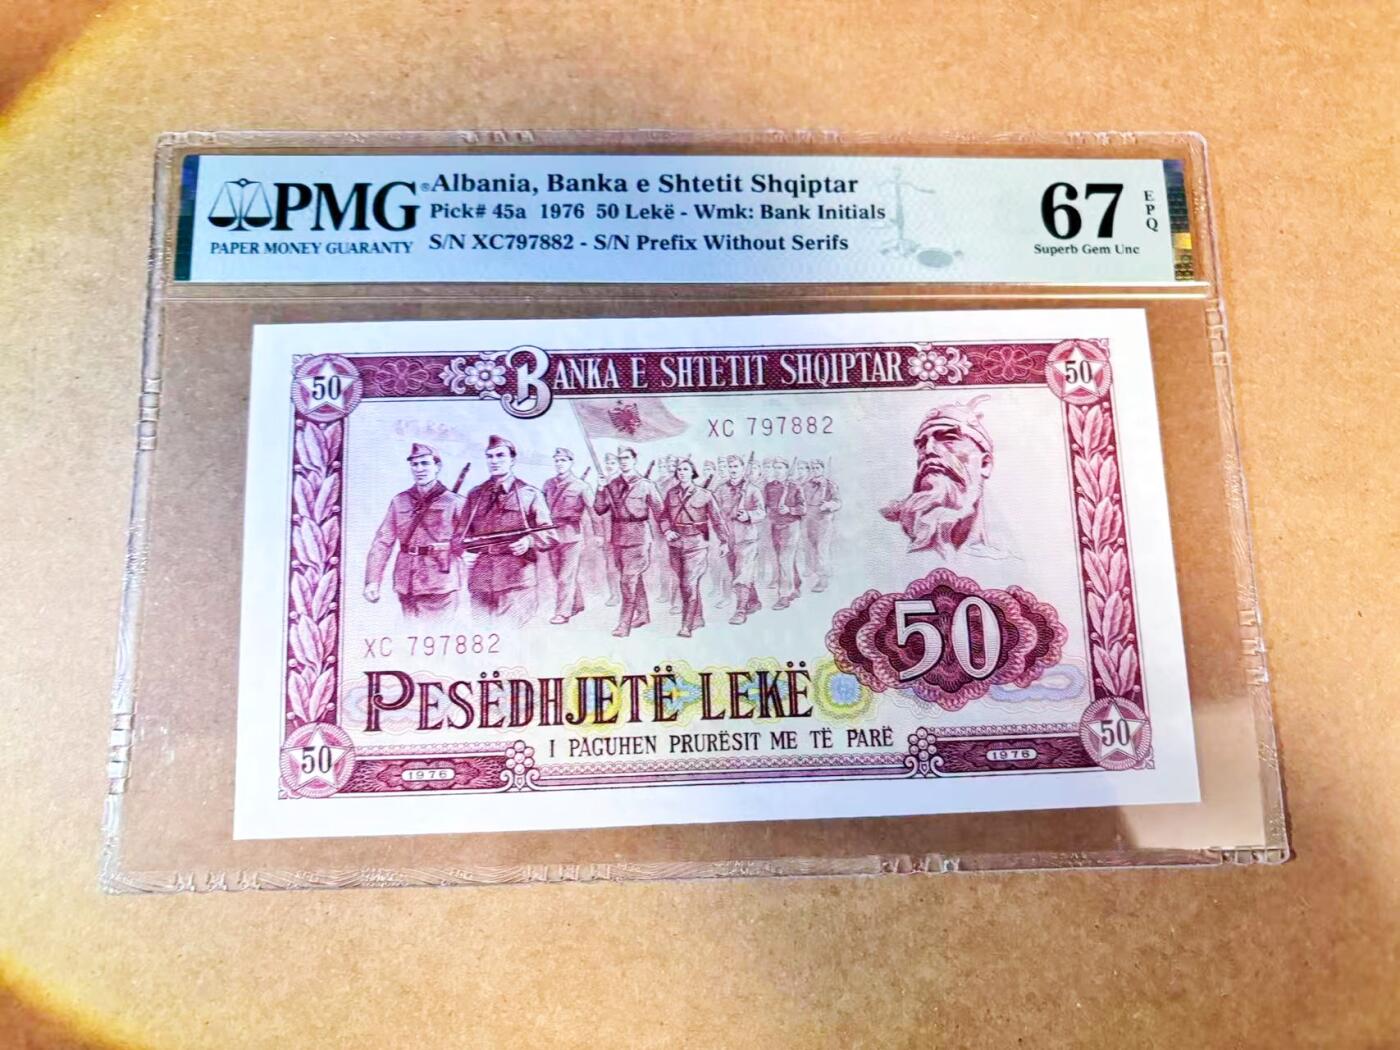 PMG®
PAPER MONEY GUARANTY
Albania, Banka e Shtetit Shqiptar
Pick# 45a 1976 50 Lekë - Wmk: Bank Initials
S/N XC797882 - S/N Prefix Without Serifs
67
EPQ
Superb Gem Unc
50
BANKA E SHTETIT SHQIPTAR
50
XC 797882
XC 797882
50
PESËDHJETË LEKË
I PAGUHEN PRURËSIT ME TË PARË
50
1976
1976
50